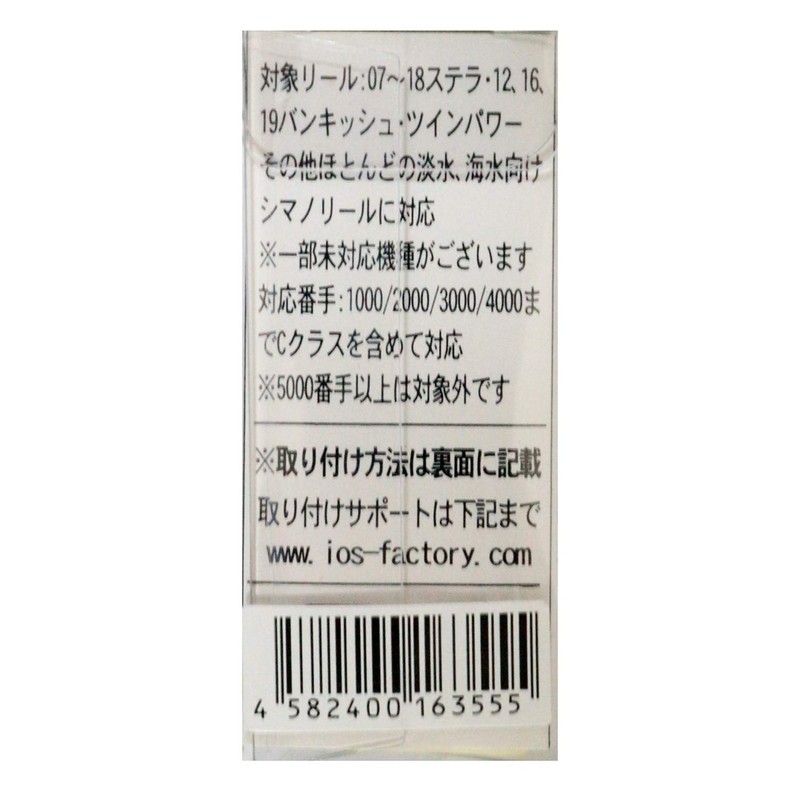 対象リール:07〜18ステラ・12、16、
19バンキッシュ・ツインパワー
その他ほとんどの淡水、海水向け
シマノリールに対応
※一部未対応機種がございます
対応番手:1000/2000/3000/4000ま
でCクラスを含めて対応
※5000番手以上は対象外です
※取り付け方法は裏面に記載
取り付けサポートは下記まで
www.ios-factory.com
4 582400 163555